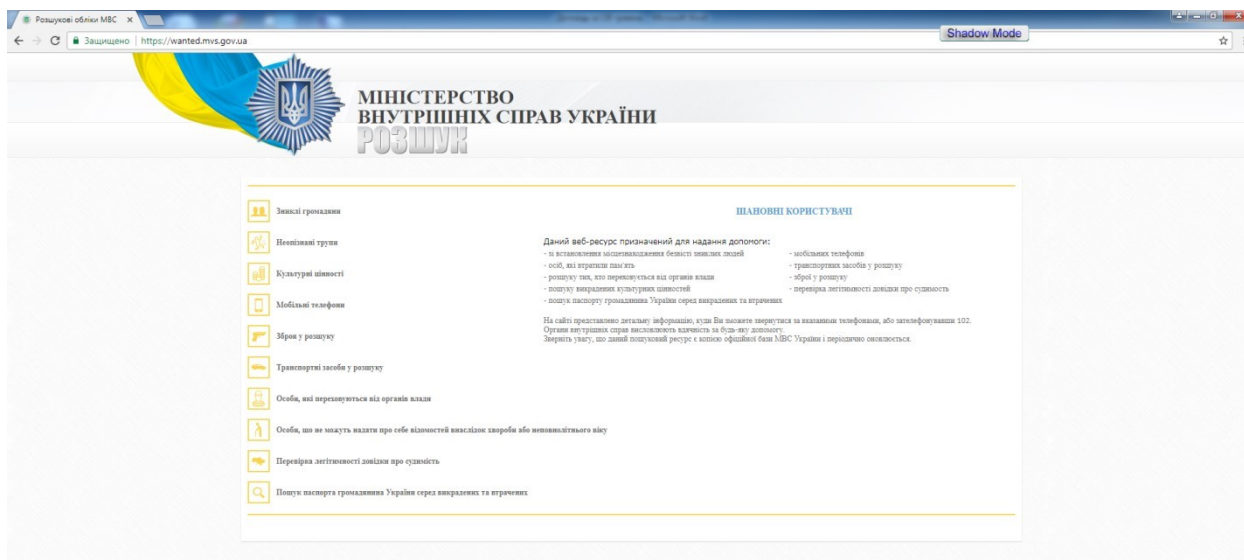 Розшукові обліки МВС
Shadow Mode
Защищено | https://wanted.mvs.gov.ua
МІНІСТЕРСТВО
ВНУТРІШНІХ СПРАВ УКРАЇНИ
РОЗШУК
Зниклі громадяни
Неопізнані трупи
Культурні цінності
Мобільні телефони
Зброя у розшуку
Транспортні засоби у розшуку
Особи, які переховуються від органів влади
Особи, що не можуть надати про себе відомостей внаслідок хвороби або неповнолітнього віку
Перевірка легітимності довідки про судимість
Пошук паспорта громадянина України серед викрадених та втрачених
ШАНОВНІ КОРИСТУВАЧІ
Даний веб-ресурс призначений для надання допомоги:
- зі встановлення місцезнаходження безвісті зниклих людей
- осіб, які втратили пам'ять
- розшуку тих, хто переховується від органів влади
- пошуку викрадених культурних цінностей
- пошук паспорту громадянина України серед викрадених та втрачених
- мобільних телефонів
- транспортних засобів у розшуку
- зброї у розшуку
- перевірка легітимності довідки про судимость
На сайті представлено детальну інформацію, куди Ви зможете звернутися за вказаними телефонами, або зателефонувавши 102.
Органи внутрішніх справ висловлюють вдячність за будь-яку допомогу.
Зверніть увагу, що даний пошуковий ресурс є копією офіційної бази МВС України і періодично оновлюється.